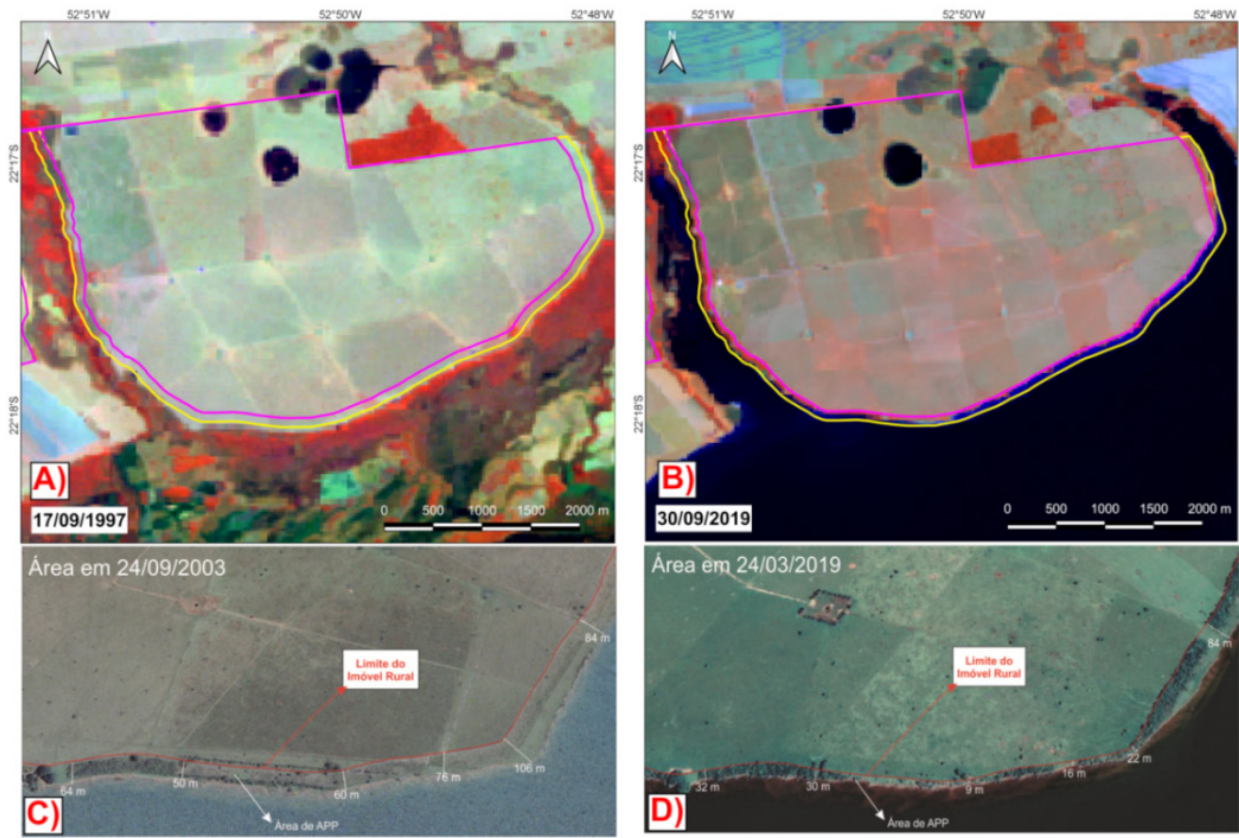 52°51'W 52°50'W 52°48'W 52°51'W 52°50'W 52°48'W
N
N
22°17'S
22°17'S
22°18'S
22°18'S
A)
17/09/1997
0 500 1000 1500 2000 m
B)
30/09/2019
0 500 1000 1500 2000 m
Área em 24/09/2003
84 m
Limite do
Imóvel Rural
106 m
76 m
50 m
60 m
64 m
C)
Área de APP
Área em 24/03/2019
84 m
Limite do
Imóvel Rural
22 m
16 m
9 m
30 m
32 m
D)
Área de APP